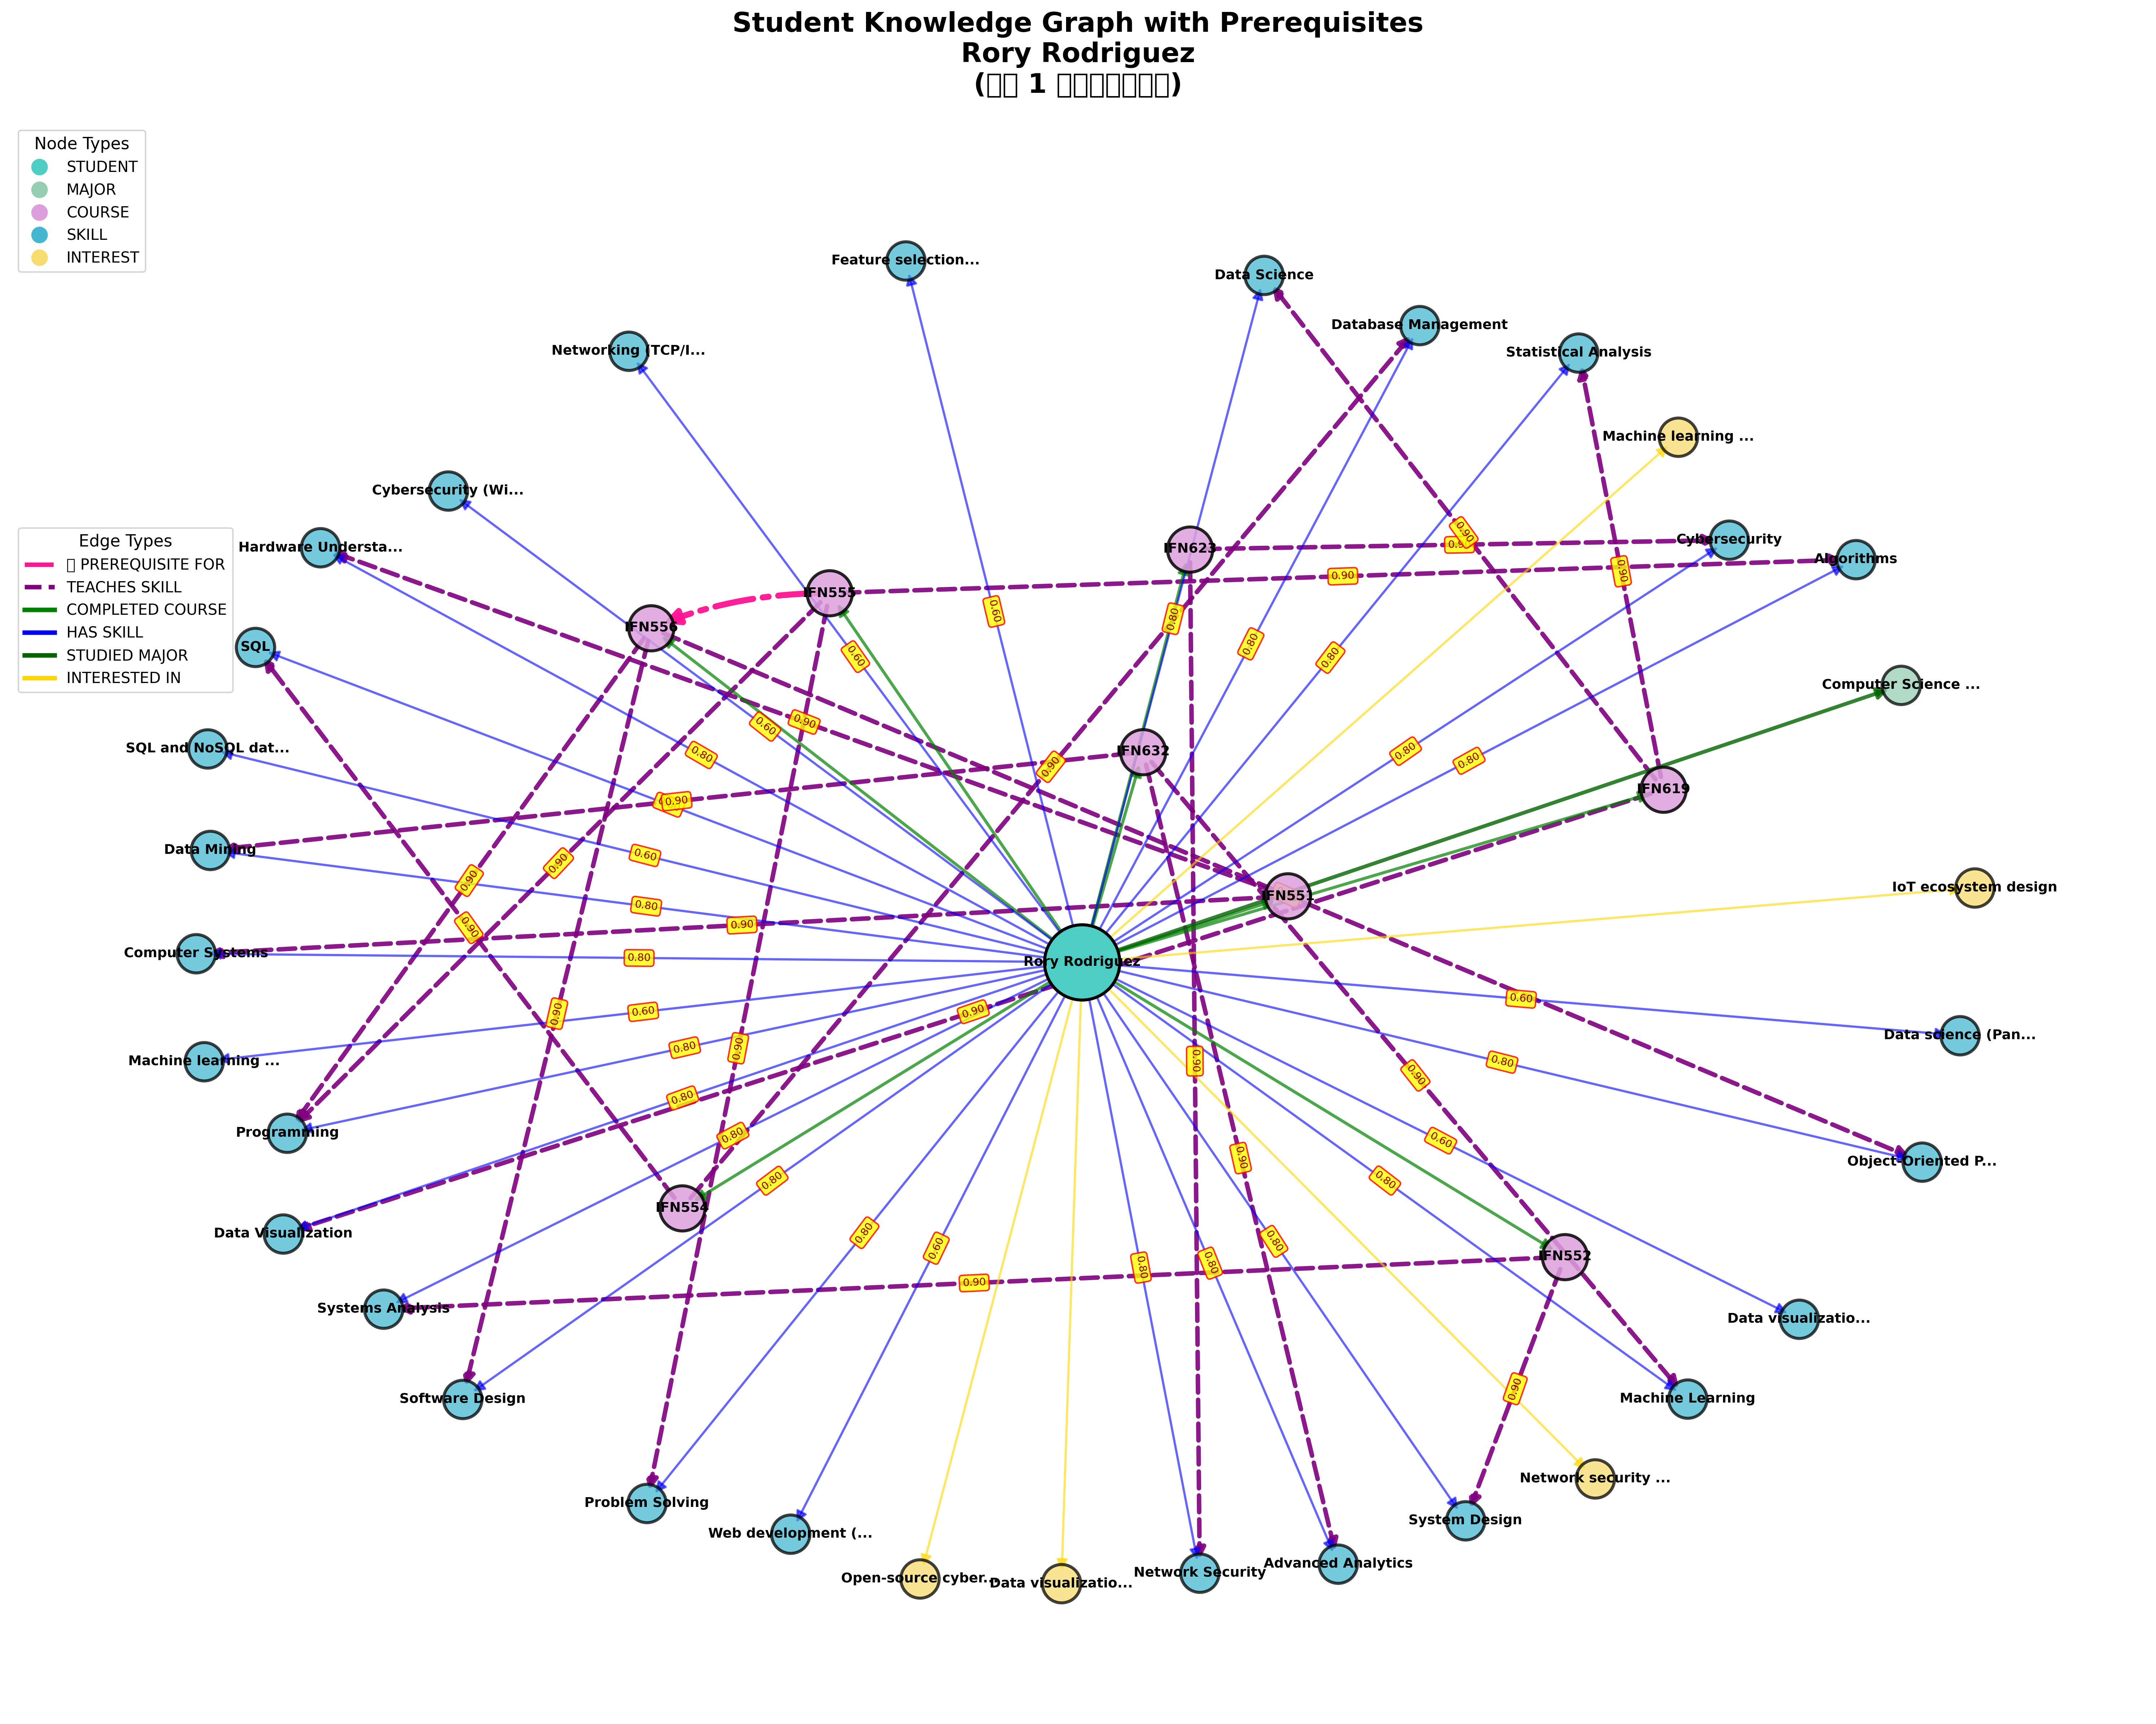 Student Knowledge Graph with Prerequisites
Rory Rodriguez
(□□ 1 □□□□□□□)
Node Types
STUDENT
MAJOR
COURSE
SKILL
INTEREST
Edge Types
□ PREREQUISITE FOR
TEACHES SKILL
COMPLETED COURSE
HAS SKILL
STUDIED MAJOR
INTERESTED IN
Feature selection...
Data Science
Database Management
Networking (TCP/I...
Statistical Analysis
Machine learning ...
Cybersecurity (Wi...
Hardware Understa...
IFN623
Cybersecurity
Algorithms
0.90
0.90
0.90
0.90
IFN555
IFN556
0.60
0.80
0.80
0.80
0.60
SQL
Computer Science ...
0.60
0.90
SQL and NoSQL dat...
IFN632
0.80
0.80
0.80
0.90
IFN619
0.90
Data Mining
0.60
0.90
0.90
IoT ecosystem design
IFN551
0.80
0.90
0.90
Computer Systems
0.80
Rory Rodriguez
0.60
0.60
0.90
0.90
Data science (Pan...
Machine learning ...
0.80
0.90
0.90
0.80
0.90
0.80
Programming
0.80
0.60
0.90
Object-Oriented P...
0.80
0.80
IFN554
Data Visualization
0.80
0.60
0.80
IFN552
0.80
0.80
0.90
Systems Analysis
Data visualizatio...
0.90
Software Design
Machine Learning
Network security ...
Problem Solving
System Design
Web development (...
Open-source cyber...
Data visualizatio...
Network Security
Advanced Analytics